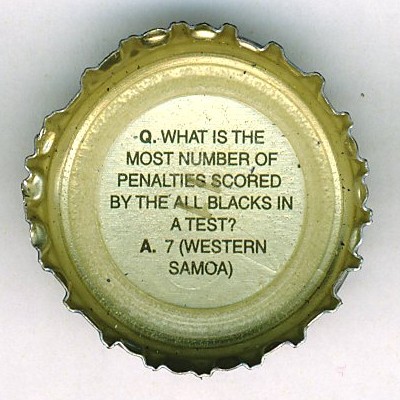 Q. WHAT IS THE
MOST NUMBER OF
PENALTIES SCORED
BY THE ALL BLACKS IN
A TEST?
A. 7 (WESTERN
SAMOA)